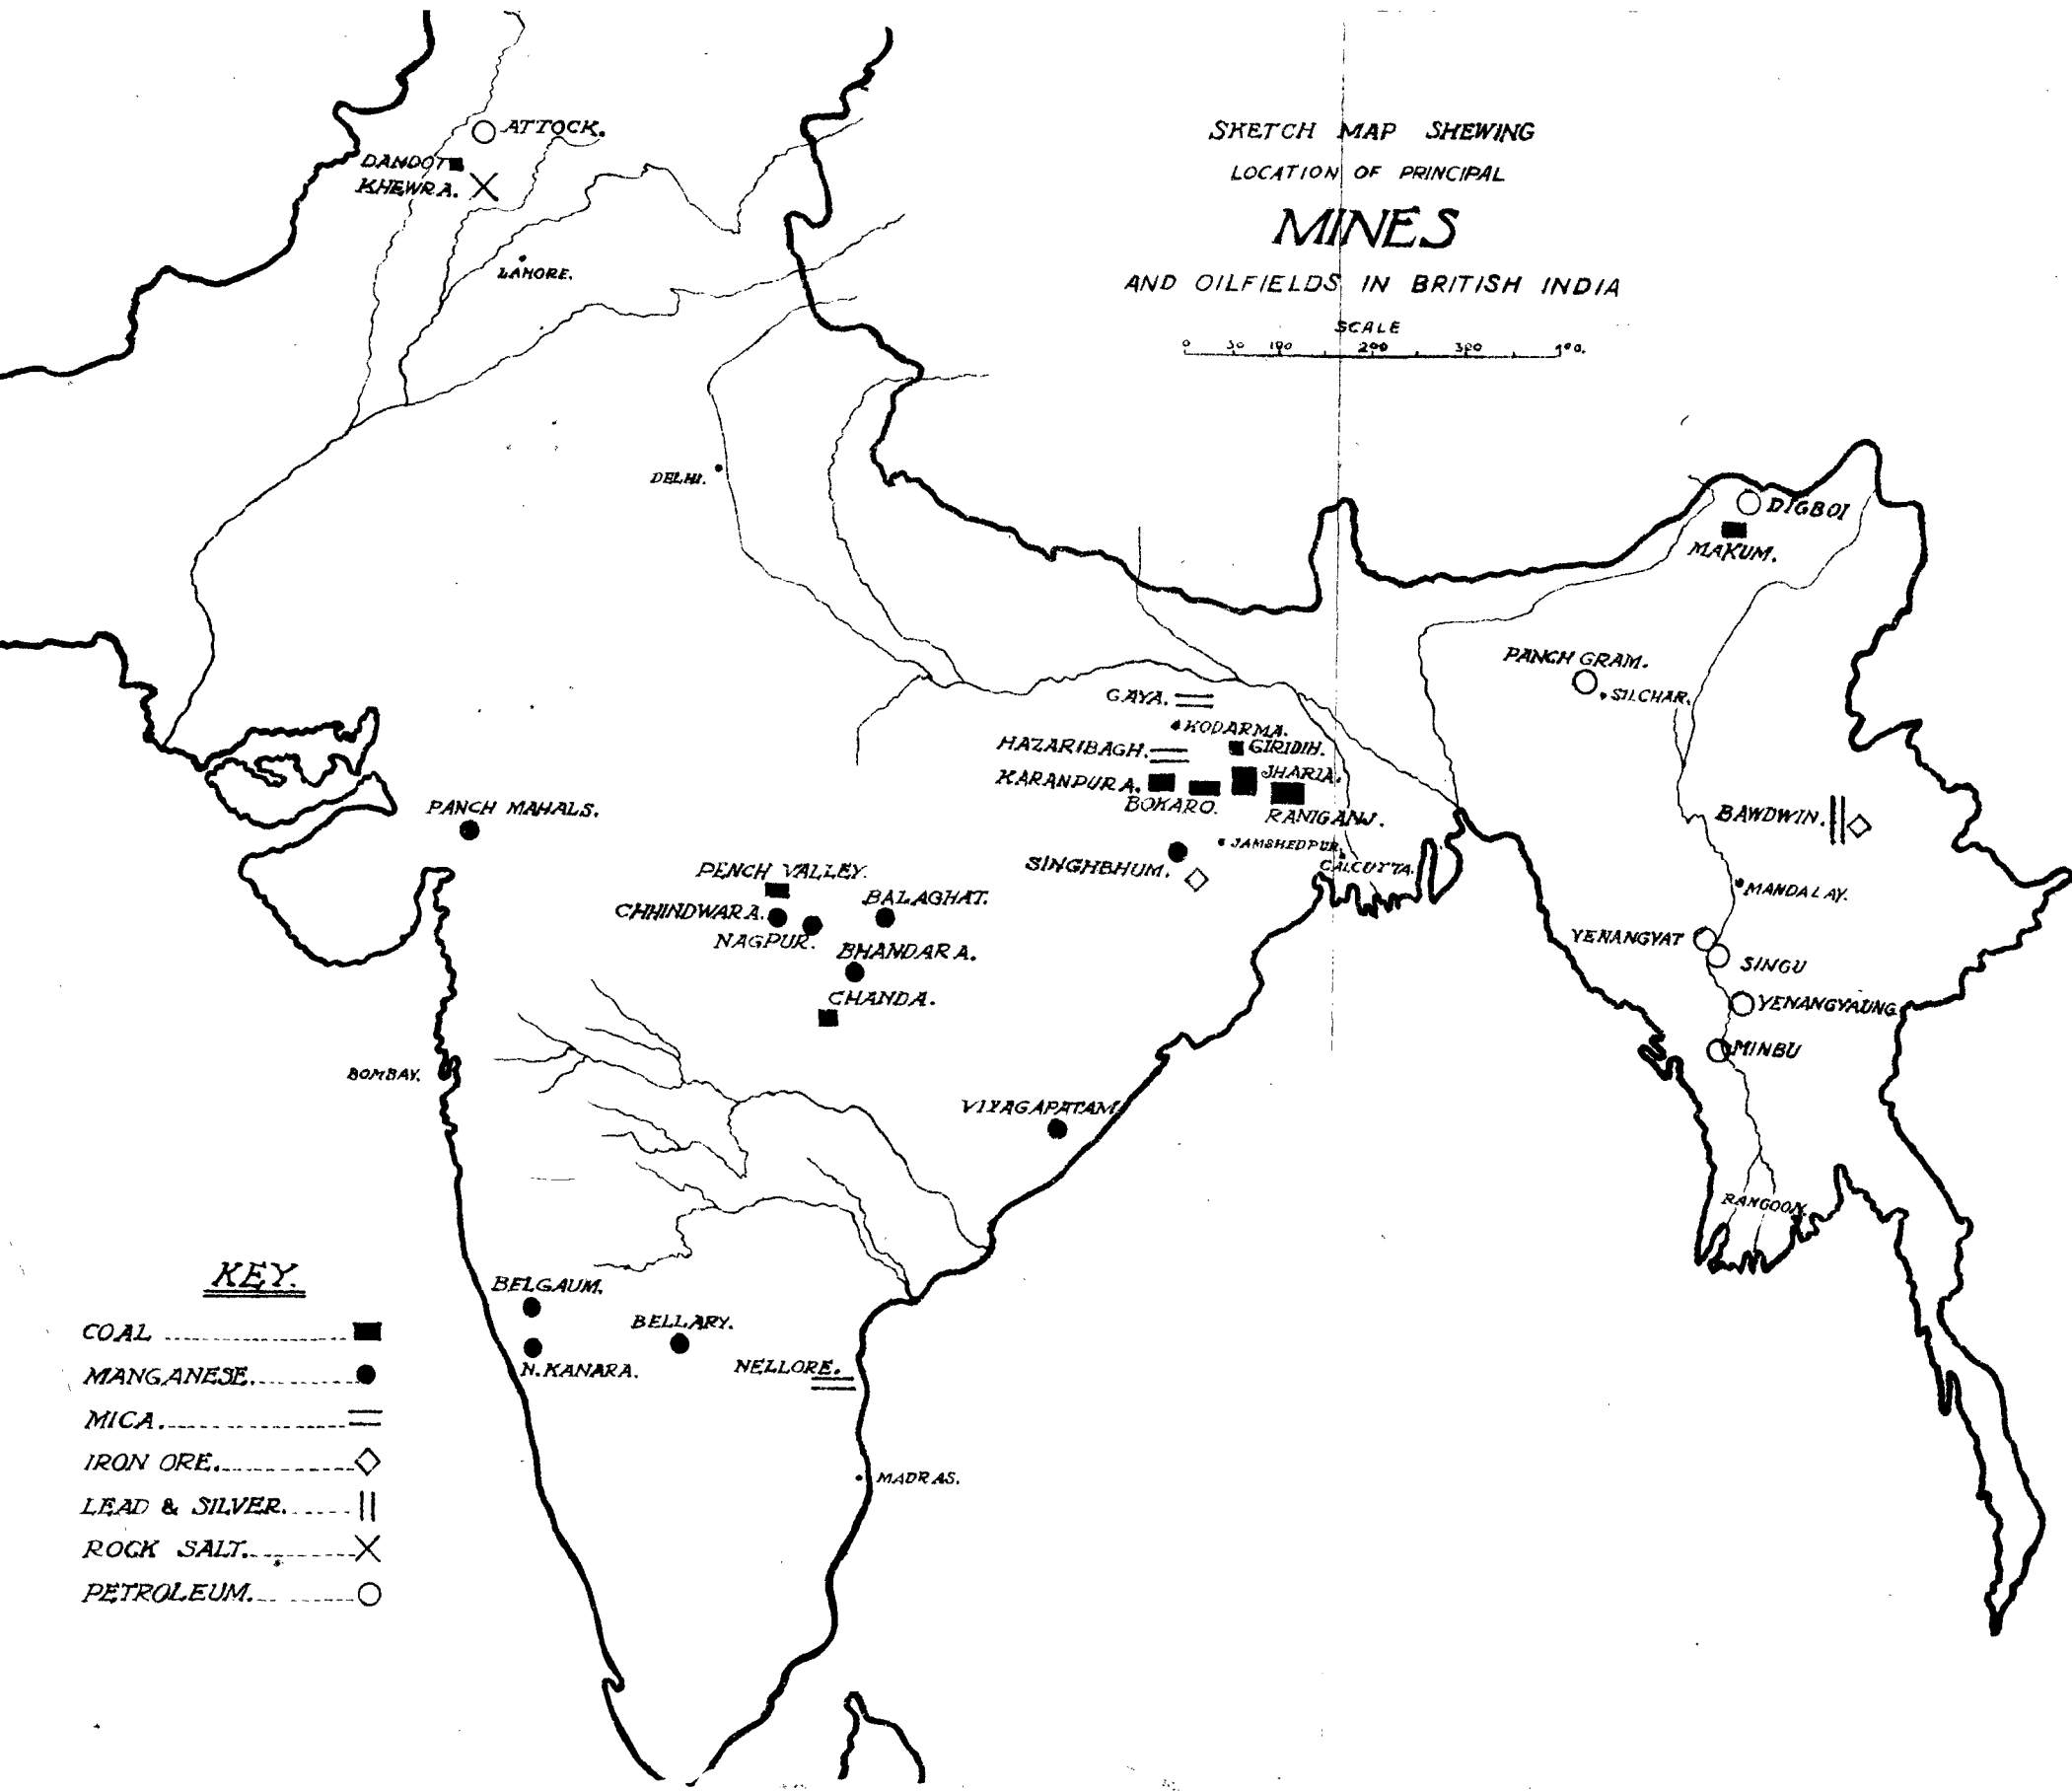 SKETCH MAP SHEWING
LOCATION OF PRINCIPAL
MINES
AND OILFIELDS IN BRITISH INDIA
SCALE
0 50 100 200 300 400.
ATTOCK.
DANDOT
KHEWRA.
LAHORE.
DELHI.
DIGBOI
MAKUM.
PANCH GRAM.
SILCHAR.
GAYA.
KODARMA.
HAZARIBAGH.
GIRIDIH.
KARANPURA.
JHARIA.
BOKARO.
RANIGANJ.
JAMSHEDPUR.
SINGHBHUM.
CALCUTTA.
PANCH MAHALS.
PENCH VALLEY.
BALAGHAT.
CHHINDWARA.
NAGPUR.
BHANDARA.
CHANDA.
BAWDWIN.
MANDALAY.
YENANGYAT
SINGU
YENANGYAUNG
MINBU
BOMBAY.
VIZAGAPATAM.
RANGOON.
BELGAUM.
BELLARY.
N. KANARA.
NELLORE.
MADRAS.
KEY.
COAL
MANGANESE.
MICA.
IRON ORE.
LEAD & SILVER.
ROCK SALT.
PETROLEUM.